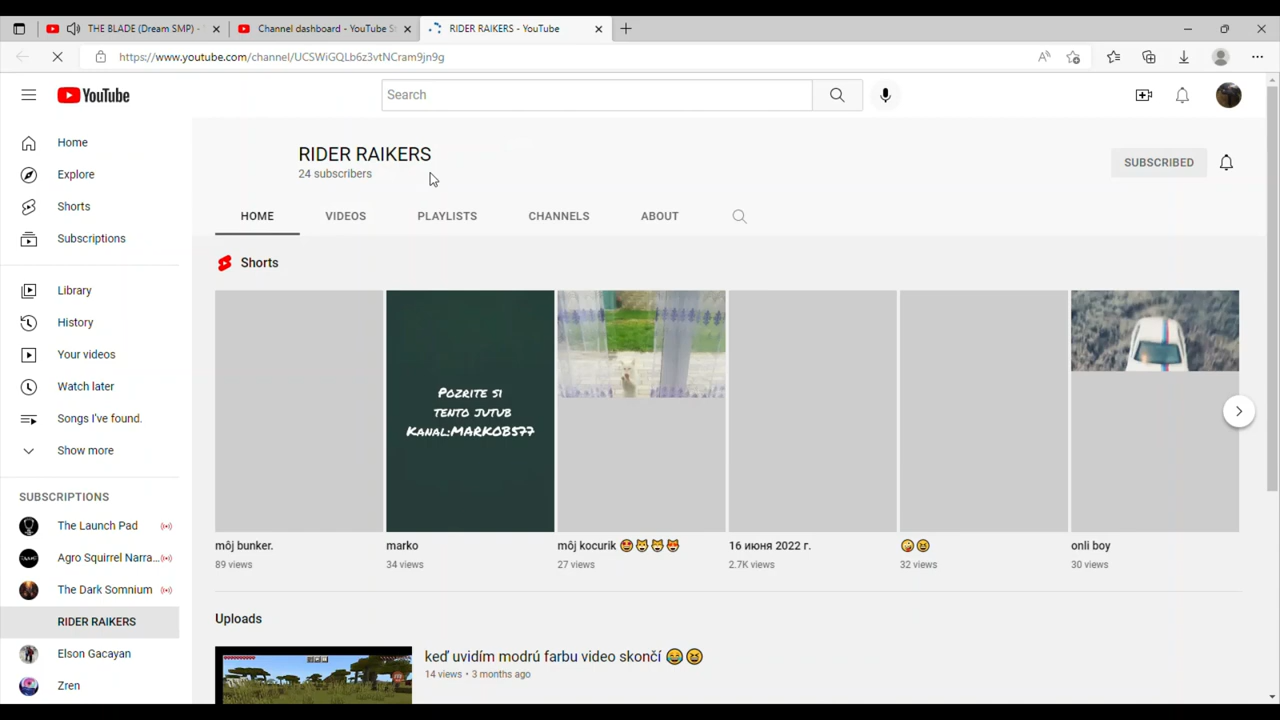 THE BLADE (Dream SMP) -
Channel dashboard - YouTube St
RIDER RAIKERS - YouTube
https://www.youtube.com/channel/UCSWiGQLb6z3vtNCram9jn9g
YouTube
Search
Home
Explore
Shorts
Subscriptions
Library
History
Your videos
Watch later
Songs I've found.
Show more
SUBSCRIPTIONS
The Launch Pad
Agro Squirrel Narra...
The Dark Somnium
RIDER RAIKERS
Elson Gacayan
Zren
RIDER RAIKERS
24 subscribers
SUBSCRIBED
HOME VIDEOS PLAYLISTS CHANNELS ABOUT
Shorts
POZRITE SI
TENTO JUTUB
KANAL:MARKOB577
môj bunker.
89 views
marko
34 views
môj kocurik 😍😼😼😻
27 views
16 июня 2022 г.
2.7K views
🤪😆
32 views
onli boy
30 views
Uploads
keď uvidím modrú farbu video skončí 😂😆
14 views • 3 months ago